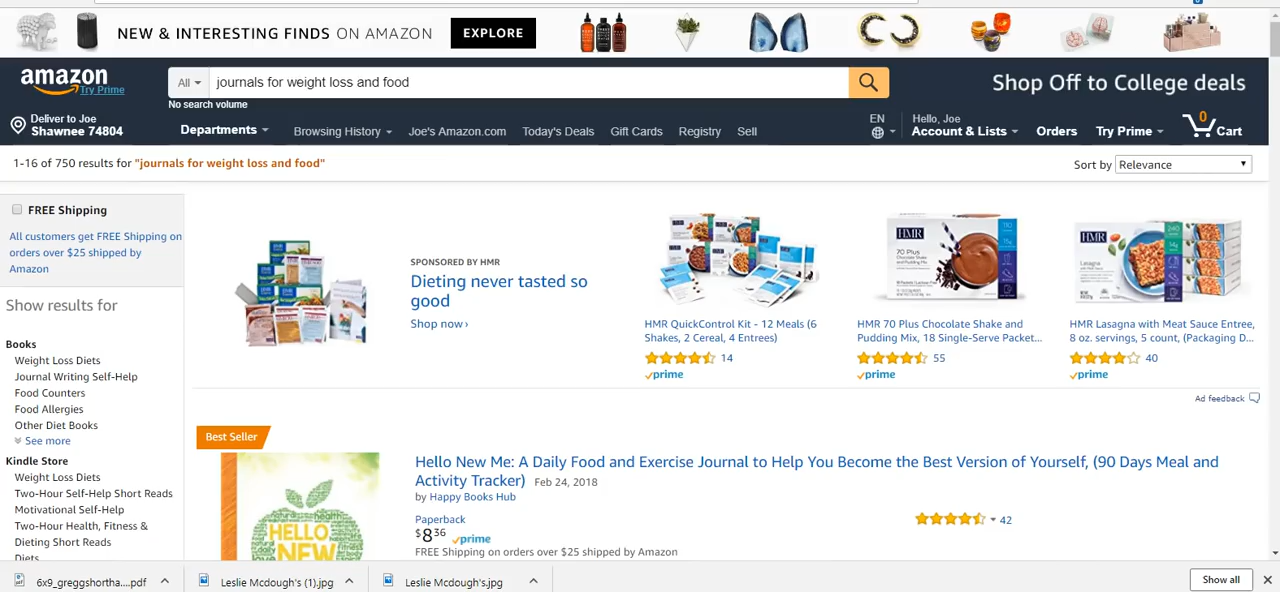 NEW & INTERESTING FINDS ON AMAZON EXPLORE
amazon
Try Prime
All
journals for weight loss and food
Shop Off to College deals
No search volume
Deliver to Joe
Shawnee 74804
Departments
Browsing History
Joe's Amazon.com
Today's Deals
Gift Cards
Registry
Sell
EN
Hello, Joe
Account & Lists
Orders
Try Prime
0
Cart
1-16 of 750 results for "journals for weight loss and food"
Sort by Relevance
FREE Shipping
All customers get FREE Shipping on
orders over $25 shipped by
Amazon
Show results for
Books
Weight Loss Diets
Journal Writing Self-Help
Food Counters
Food Allergies
Other Diet Books
See more
Kindle Store
Weight Loss Diets
Two-Hour Self-Help Short Reads
Motivational Self-Help
Two-Hour Health, Fitness &
Dieting Short Reads
Diets
SPONSORED BY HMR
Dieting never tasted so
good
Shop now ›
HMR QuickControl Kit - 12 Meals (6
Shakes, 2 Cereal, 4 Entrees)
14
prime
HMR
70 Plus
HMR 70 Plus Chocolate Shake and
Pudding Mix, 18 Single-Serve Packet...
55
prime
HMR
Lasagna
HMR Lasagna with Meat Sauce Entree,
8 oz. servings, 5 count, (Packaging D...
40
prime
Ad feedback
Best Seller
HELLO
NEW
Hello New Me: A Daily Food and Exercise Journal to Help You Become the Best Version of Yourself, (90 Days Meal and
Activity Tracker) Feb 24, 2018
by Happy Books Hub
Paperback
$8 36 prime
FREE Shipping on orders over $25 shipped by Amazon
42
6x9_greggshortha....pdf
Leslie Mcdough's (1).jpg
Leslie Mcdough's.jpg
Show all